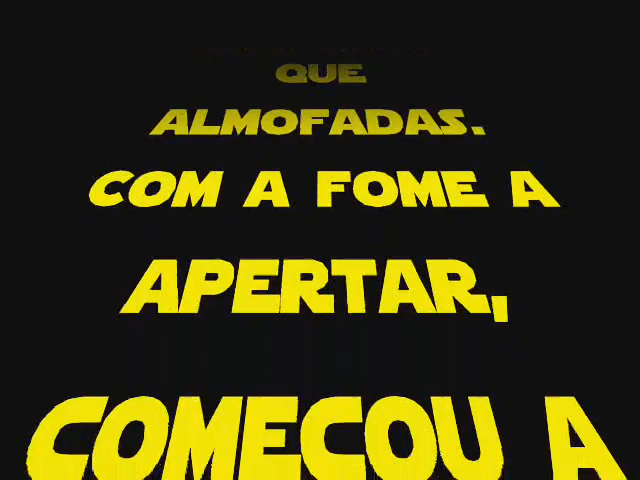 QUE
ALMOFADAS.
COM A FOME A
APERTAR,
COMECOU A